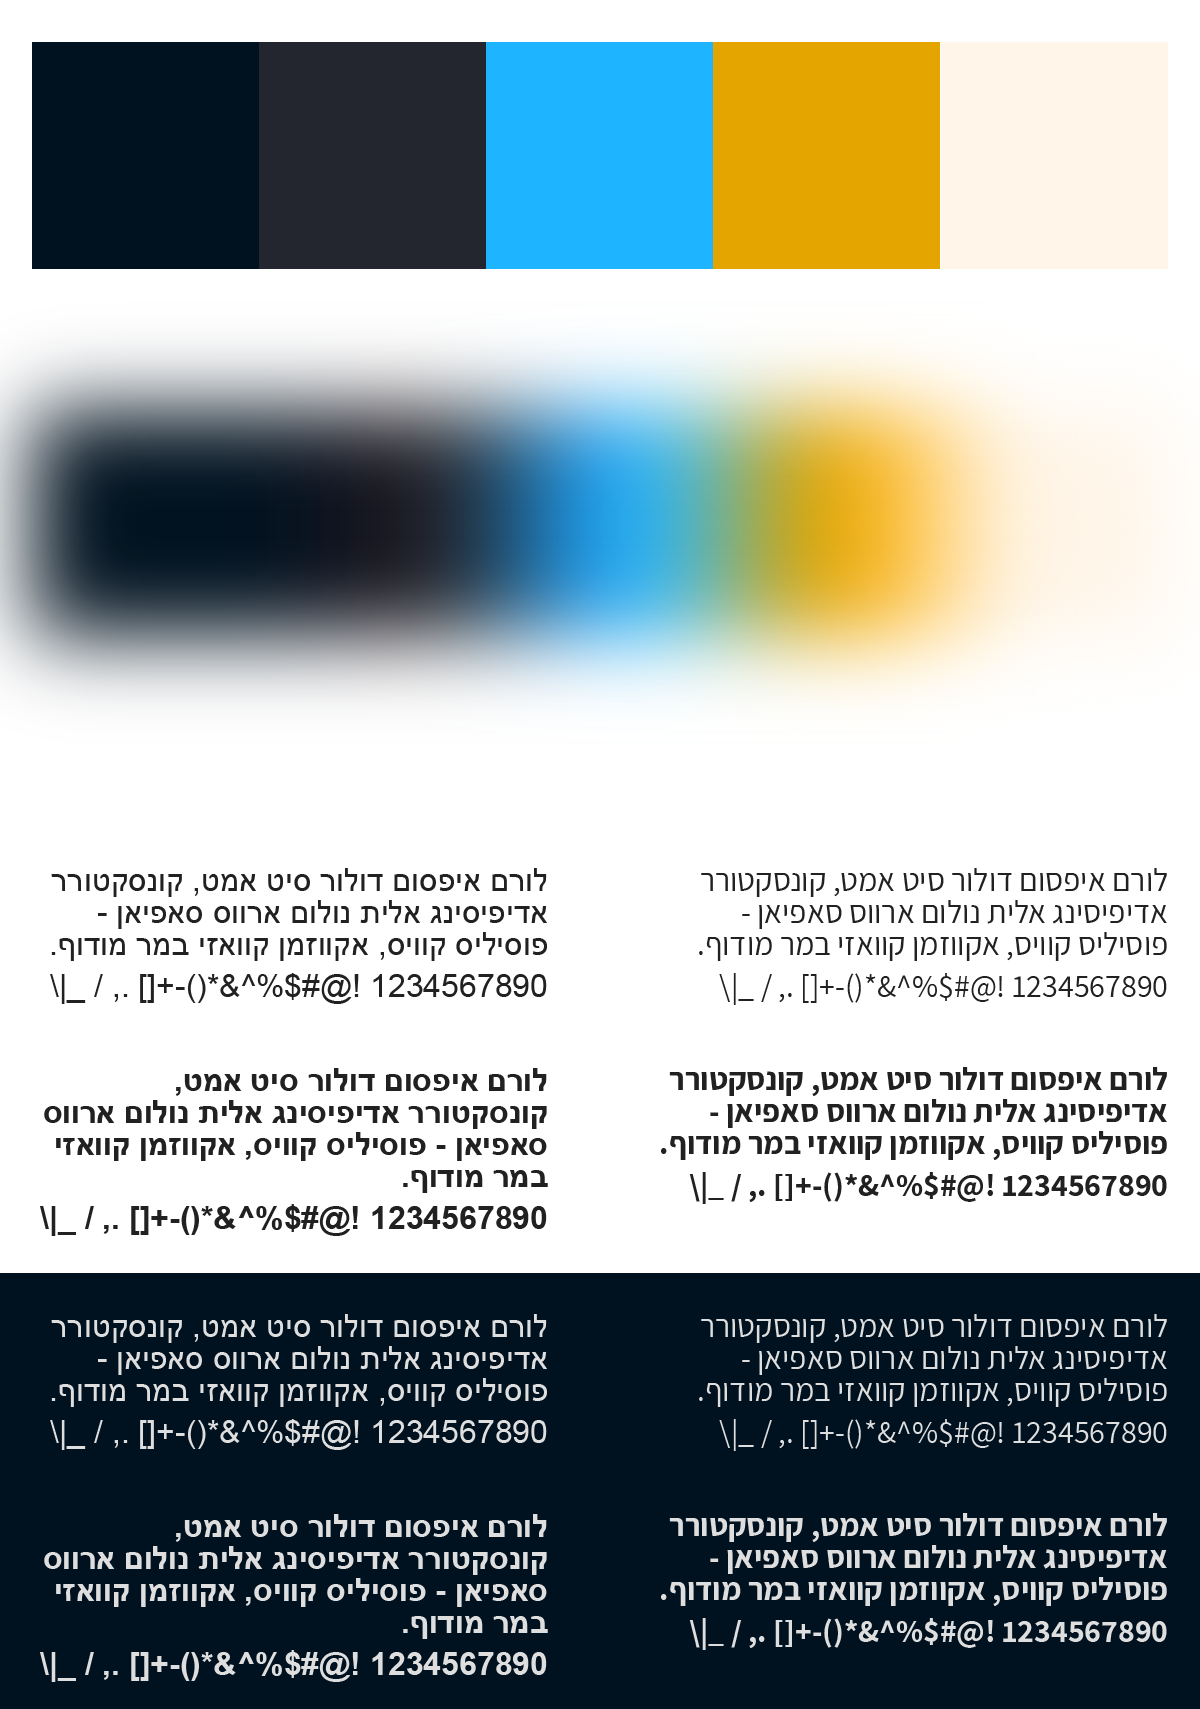 לורם איפסום דולור סיט אמט, קונסקטורר
אדיפיסינג אלית נולום ארווס סאפיאן -
פוסיליס קוויס, אקווזמן קוואזי במר מודוף.
1234567890 !@#$%^&*()-+[] ., / _|\
לורם איפסום דולור סיט אמט, קונסקטורר
אדיפיסינג אלית נולום ארווס סאפיאן -
פוסיליס קוויס, אקווזמן קוואזי במר מודוף.
1234567890 !@#$%^&*()-+[] ., / _|\
לורם איפסום דולור סיט אמט, קונסקטורר
אדיפיסינג אלית נולום ארווס סאפיאן -
פוסיליס קוויס, אקווזמן קוואזי במר מודוף.
1234567890 !@#$%^&*()-+[] ., / _|\
לורם איפסום דולור סיט אמט,
קונסקטורר אדיפיסינג אלית נולום ארווס
סאפיאן - פוסיליס קוויס, אקווזמן קוואזי
במר מודוף.
1234567890 !@#$%^&*()-+[] ., / _|\
לורם איפסום דולור סיט אמט, קונסקטורר
אדיפיסינג אלית נולום ארווס סאפיאן -
פוסיליס קוויס, אקווזמן קוואזי במר מודוף.
1234567890 !@#$%^&*()-+[] ., / _|\
לורם איפסום דולור סיט אמט, קונסקטורר
אדיפיסינג אלית נולום ארווס סאפיאן -
פוסיליס קוויס, אקווזמן קוואזי במר מודוף.
1234567890 !@#$%^&*()-+[] ., / _|\
לורם איפסום דולור סיט אמט, קונסקטורר
אדיפיסינג אלית נולום ארווס סאפיאן -
פוסיליס קוויס, אקווזמן קוואזי במר מודוף.
1234567890 !@#$%^&*()-+[] ., / _|\
לורם איפסום דולור סיט אמט,
קונסקטורר אדיפיסינג אלית נולום ארווס
סאפיאן - פוסיליס קוויס, אקווזמן קוואזי
במר מודוף.
1234567890 !@#$%^&*()-+[] ., / _|\